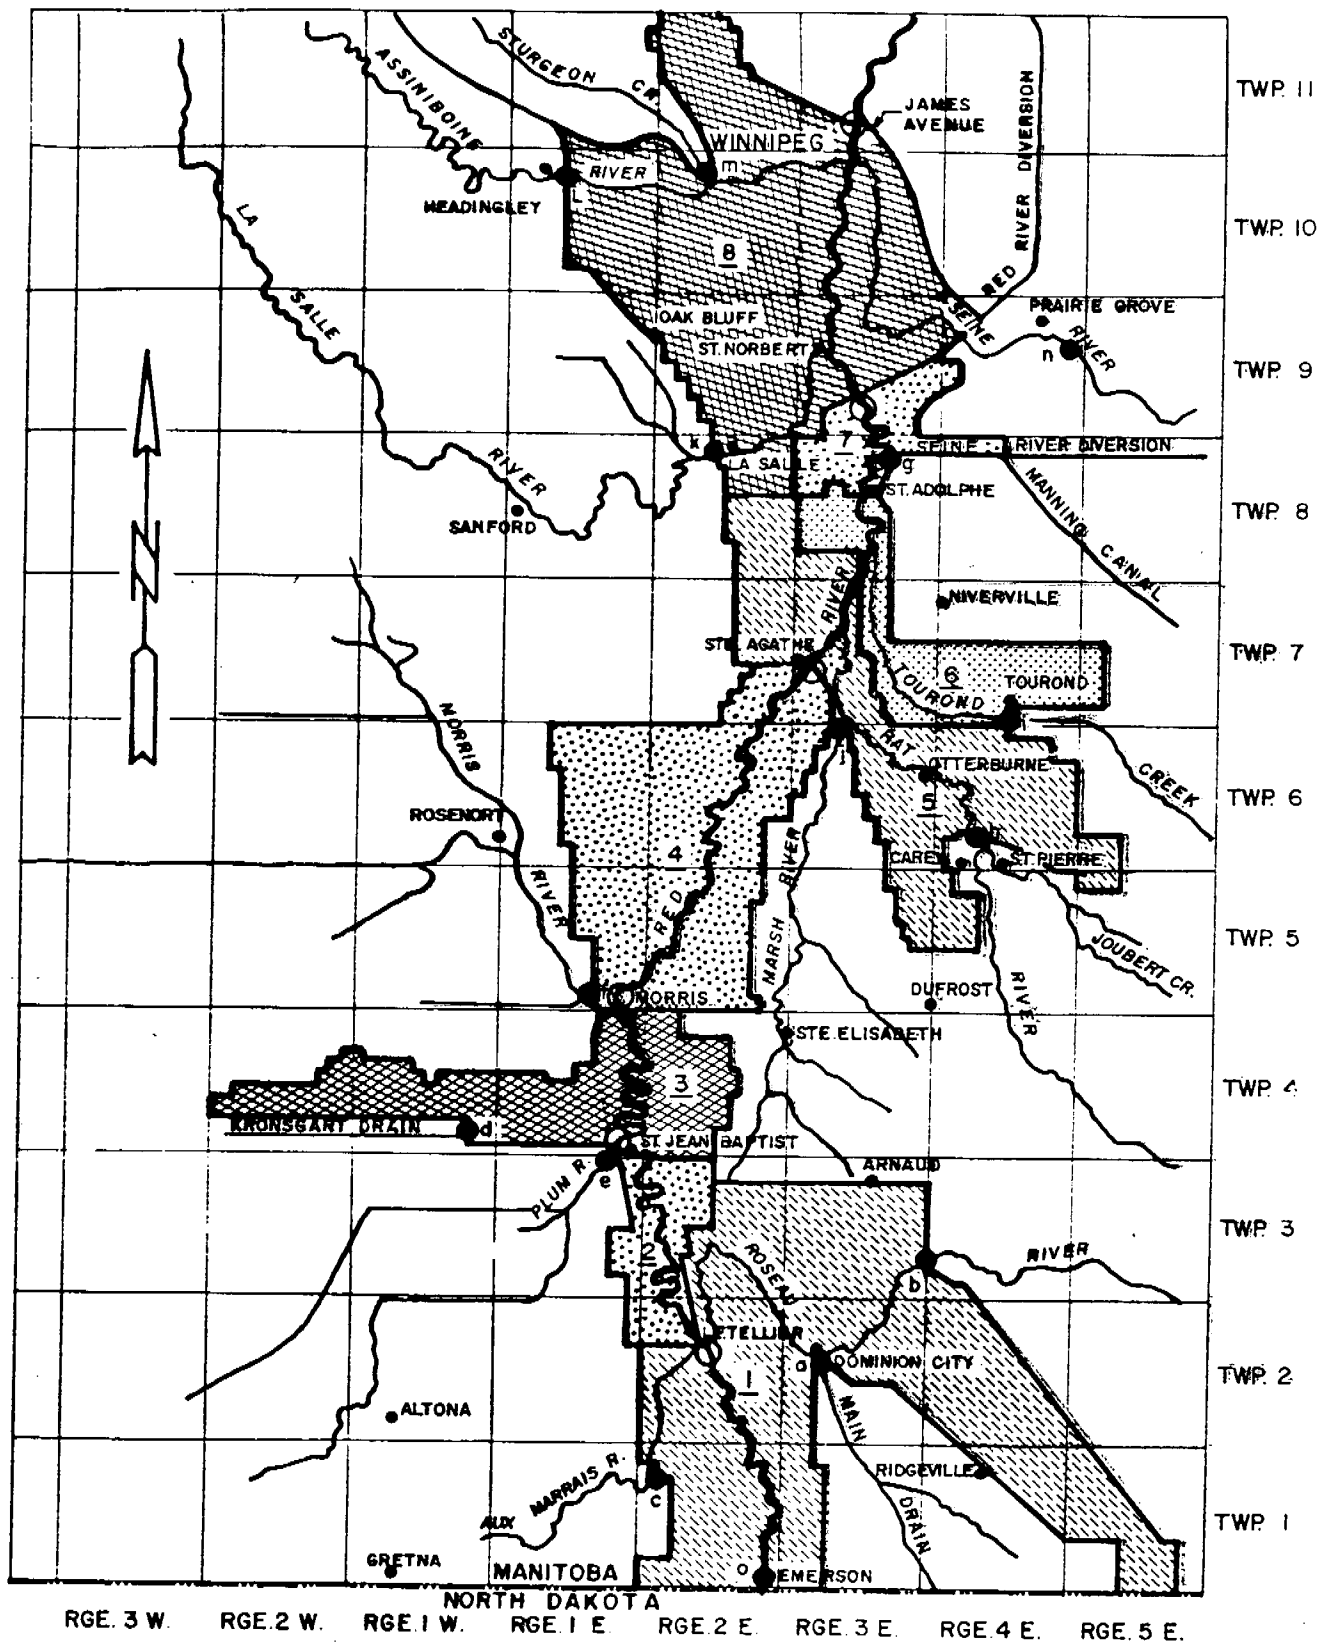 TWP. 11
STURGEON CR.
ASSINIBOINE
JAMES
AVENUE
RED RIVER DIVERSION
WINNIPEG
m
RIVER
L
HEADINGLEY
TWP. 10
LA SALLE RIVER
8
OAK BLUFF
ST. NORBERT
SEINE RIVER
PRAIRIE GROVE
n
TWP. 9
k
LA SALLE
7
g
SEINE RIVER DIVERSION
ST. ADOLPHE
MANNING CANAL
SANFORD
TWP. 8
N
RIVER
NIVERVILLE
STE. AGATHE
TWP. 7
6
TOUROND
TOUROND
i
CREEK
MORRIS
RIVER
j
RAT
OTTERBURNE
5
TWP. 6
ROSENORT
4
h
CAREY
ST. PIERRE
RED
MARSH RIVER
TWP. 5
JOUBERT CR.
RIVER
DUFROST
f
MORRIS
STE. ELISABETH
3
TWP. 4
KRONSGART DRAIN
d
ST. JEAN BAPTIST
ARNAUD
PLUM R.
e
2
ROSEAU
RIVER
TWP. 3
b
LETELLIER
a
DOMINION CITY
1
TWP. 2
ALTONA
MAIN
DRAIN
RIDGEVILLE
AUX MARRAIS R.
c
TWP. 1
GRETNA
MANITOBA
o
EMERSON
NORTH DAKOTA
RGE. 3 W. RGE. 2 W. RGE. 1 W. RGE. 1 E. RGE. 2 E. RGE. 3 E. RGE. 4 E. RGE. 5 E.